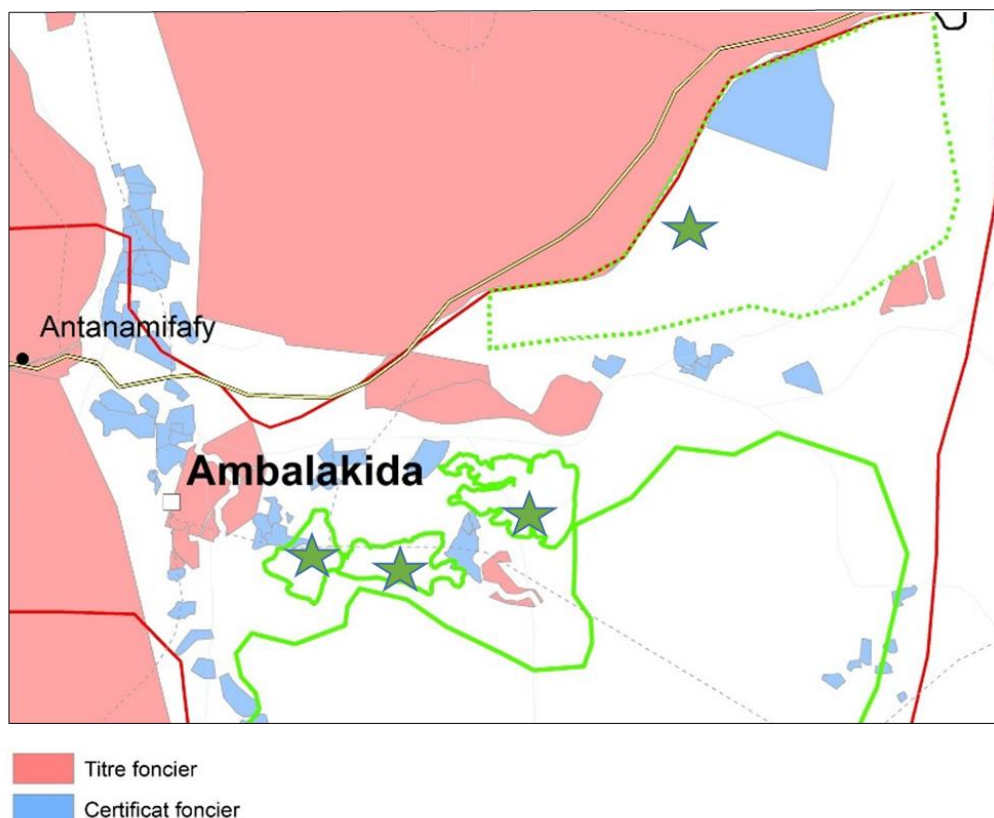 Antanamifafy
Ambalakida
Titre foncier
Certificat foncier